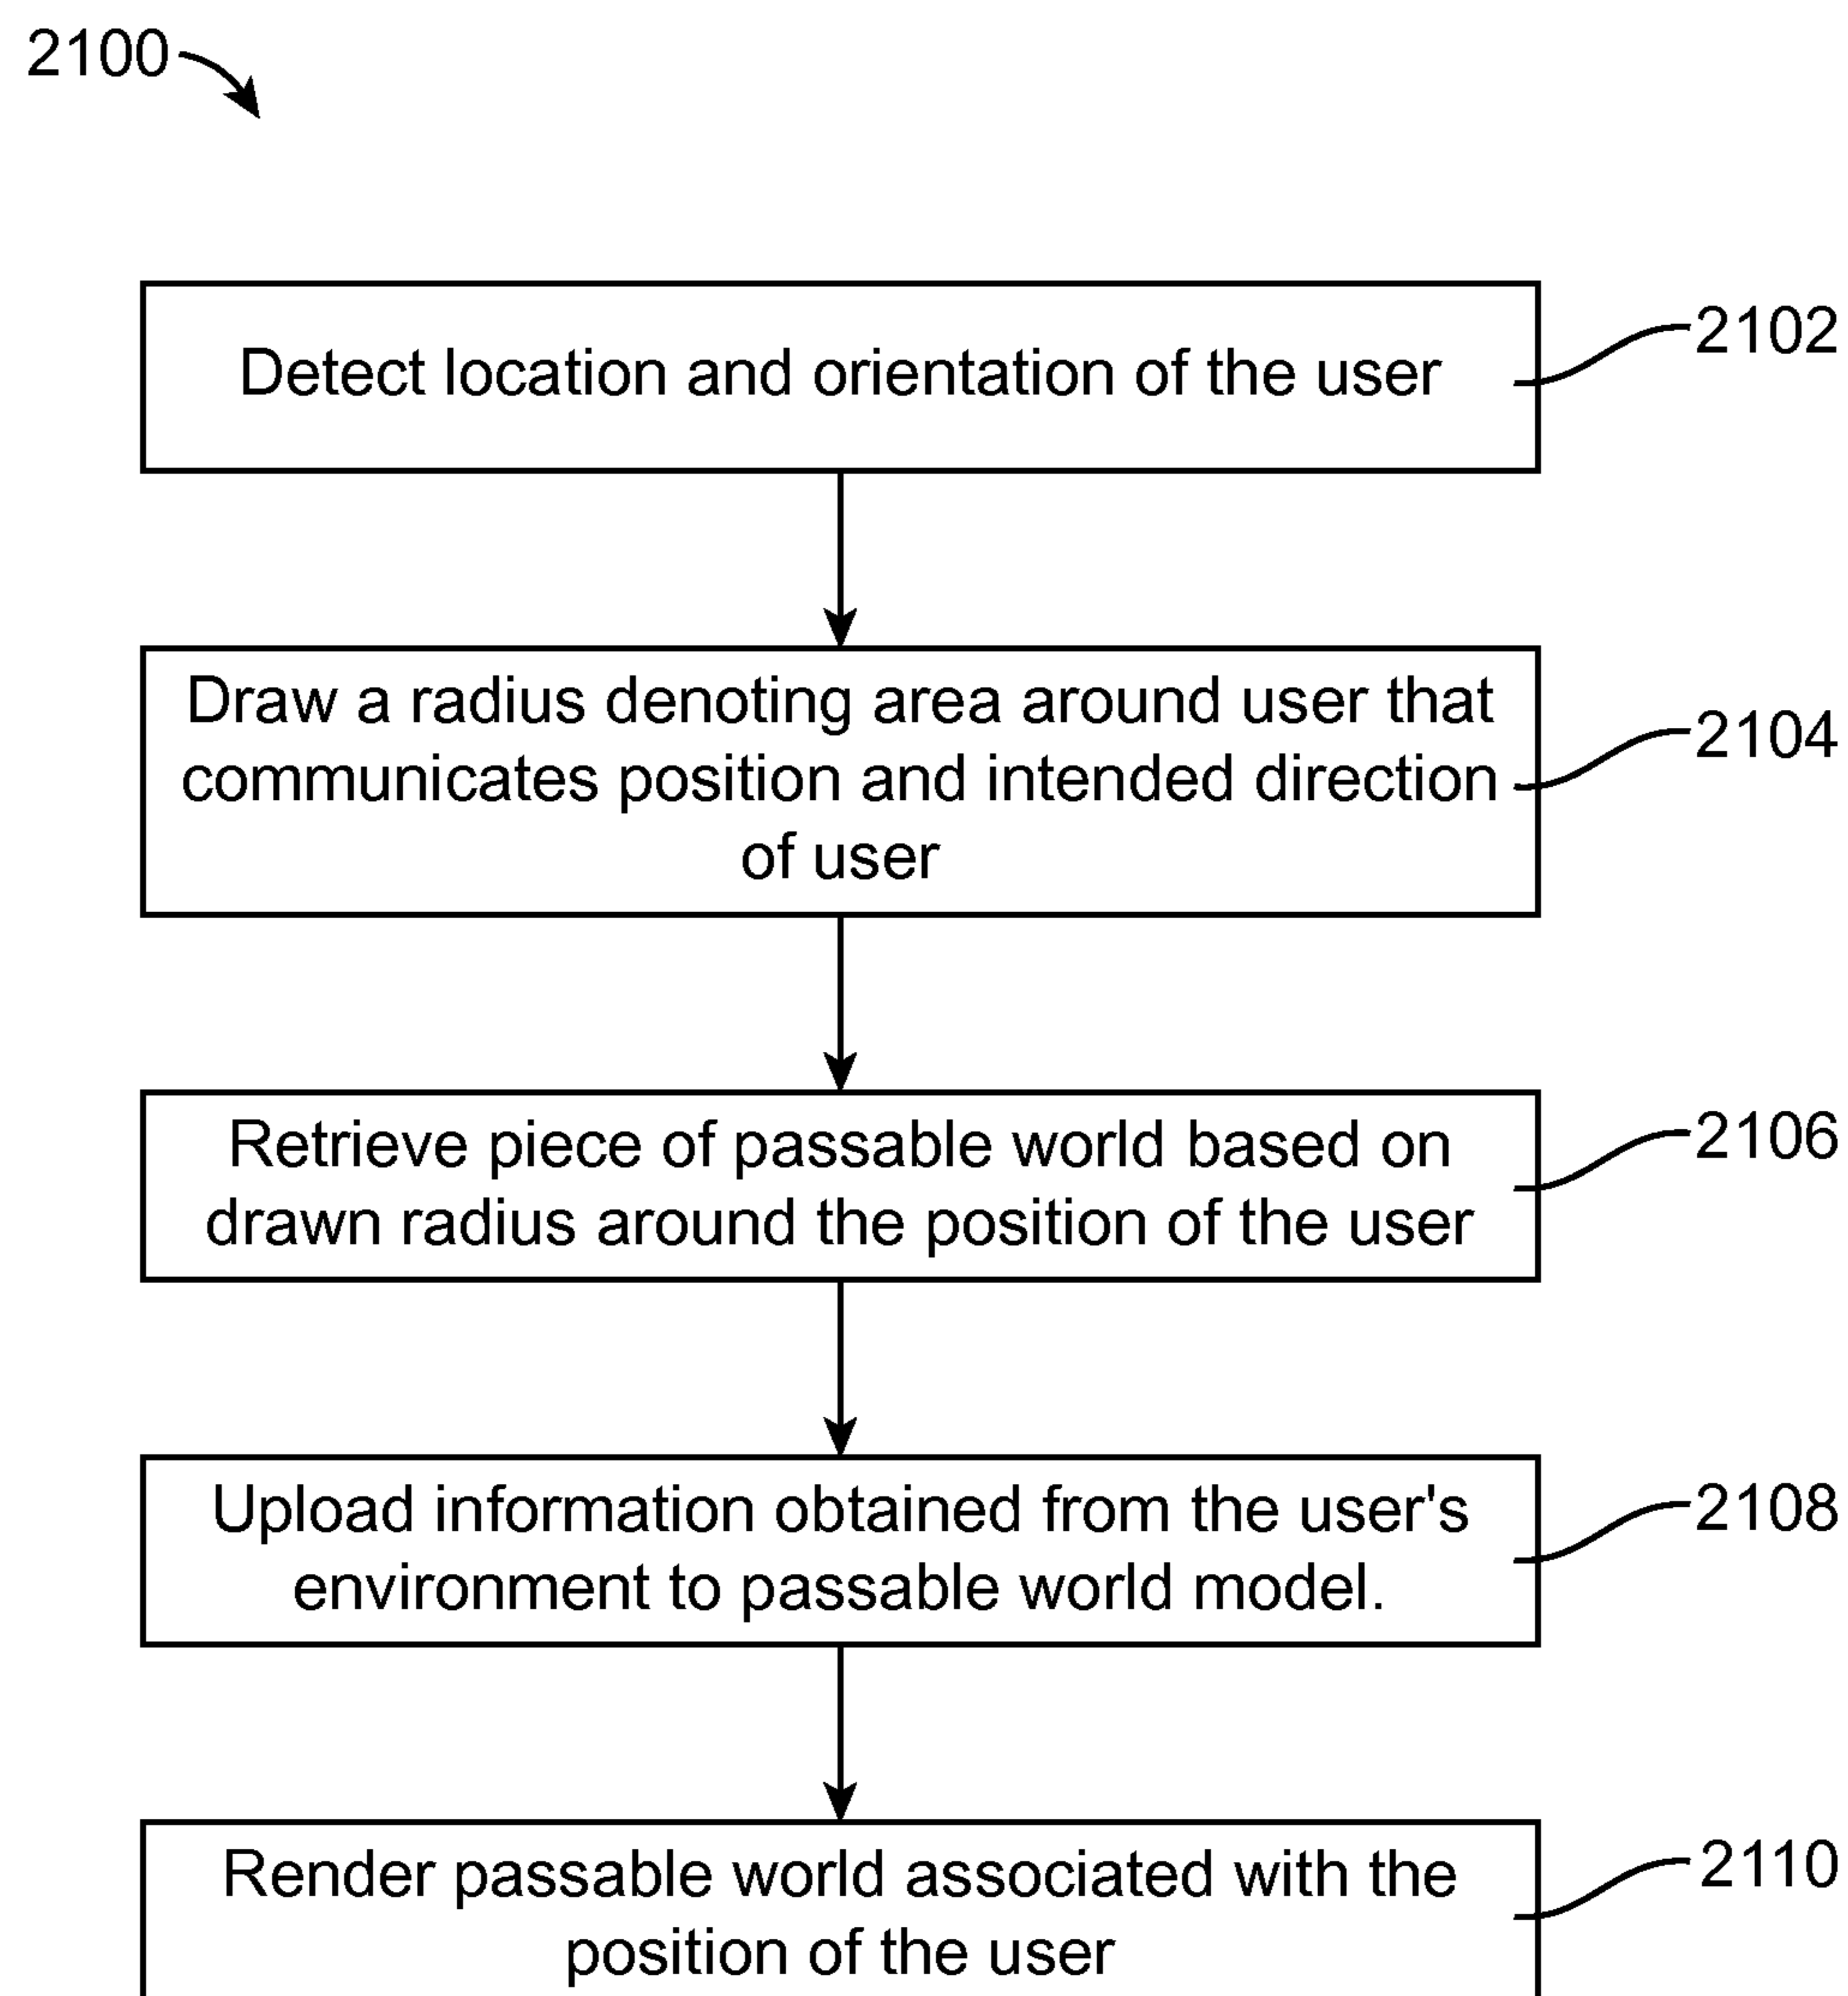 2100
Detect location and orientation of the user
2102
Draw a radius denoting area around user that
communicates position and intended direction
of user
2104
Retrieve piece of passable world based on
drawn radius around the position of the user
2106
Upload information obtained from the user's
environment to passable world model.
2108
Render passable world associated with the
position of the user
2110